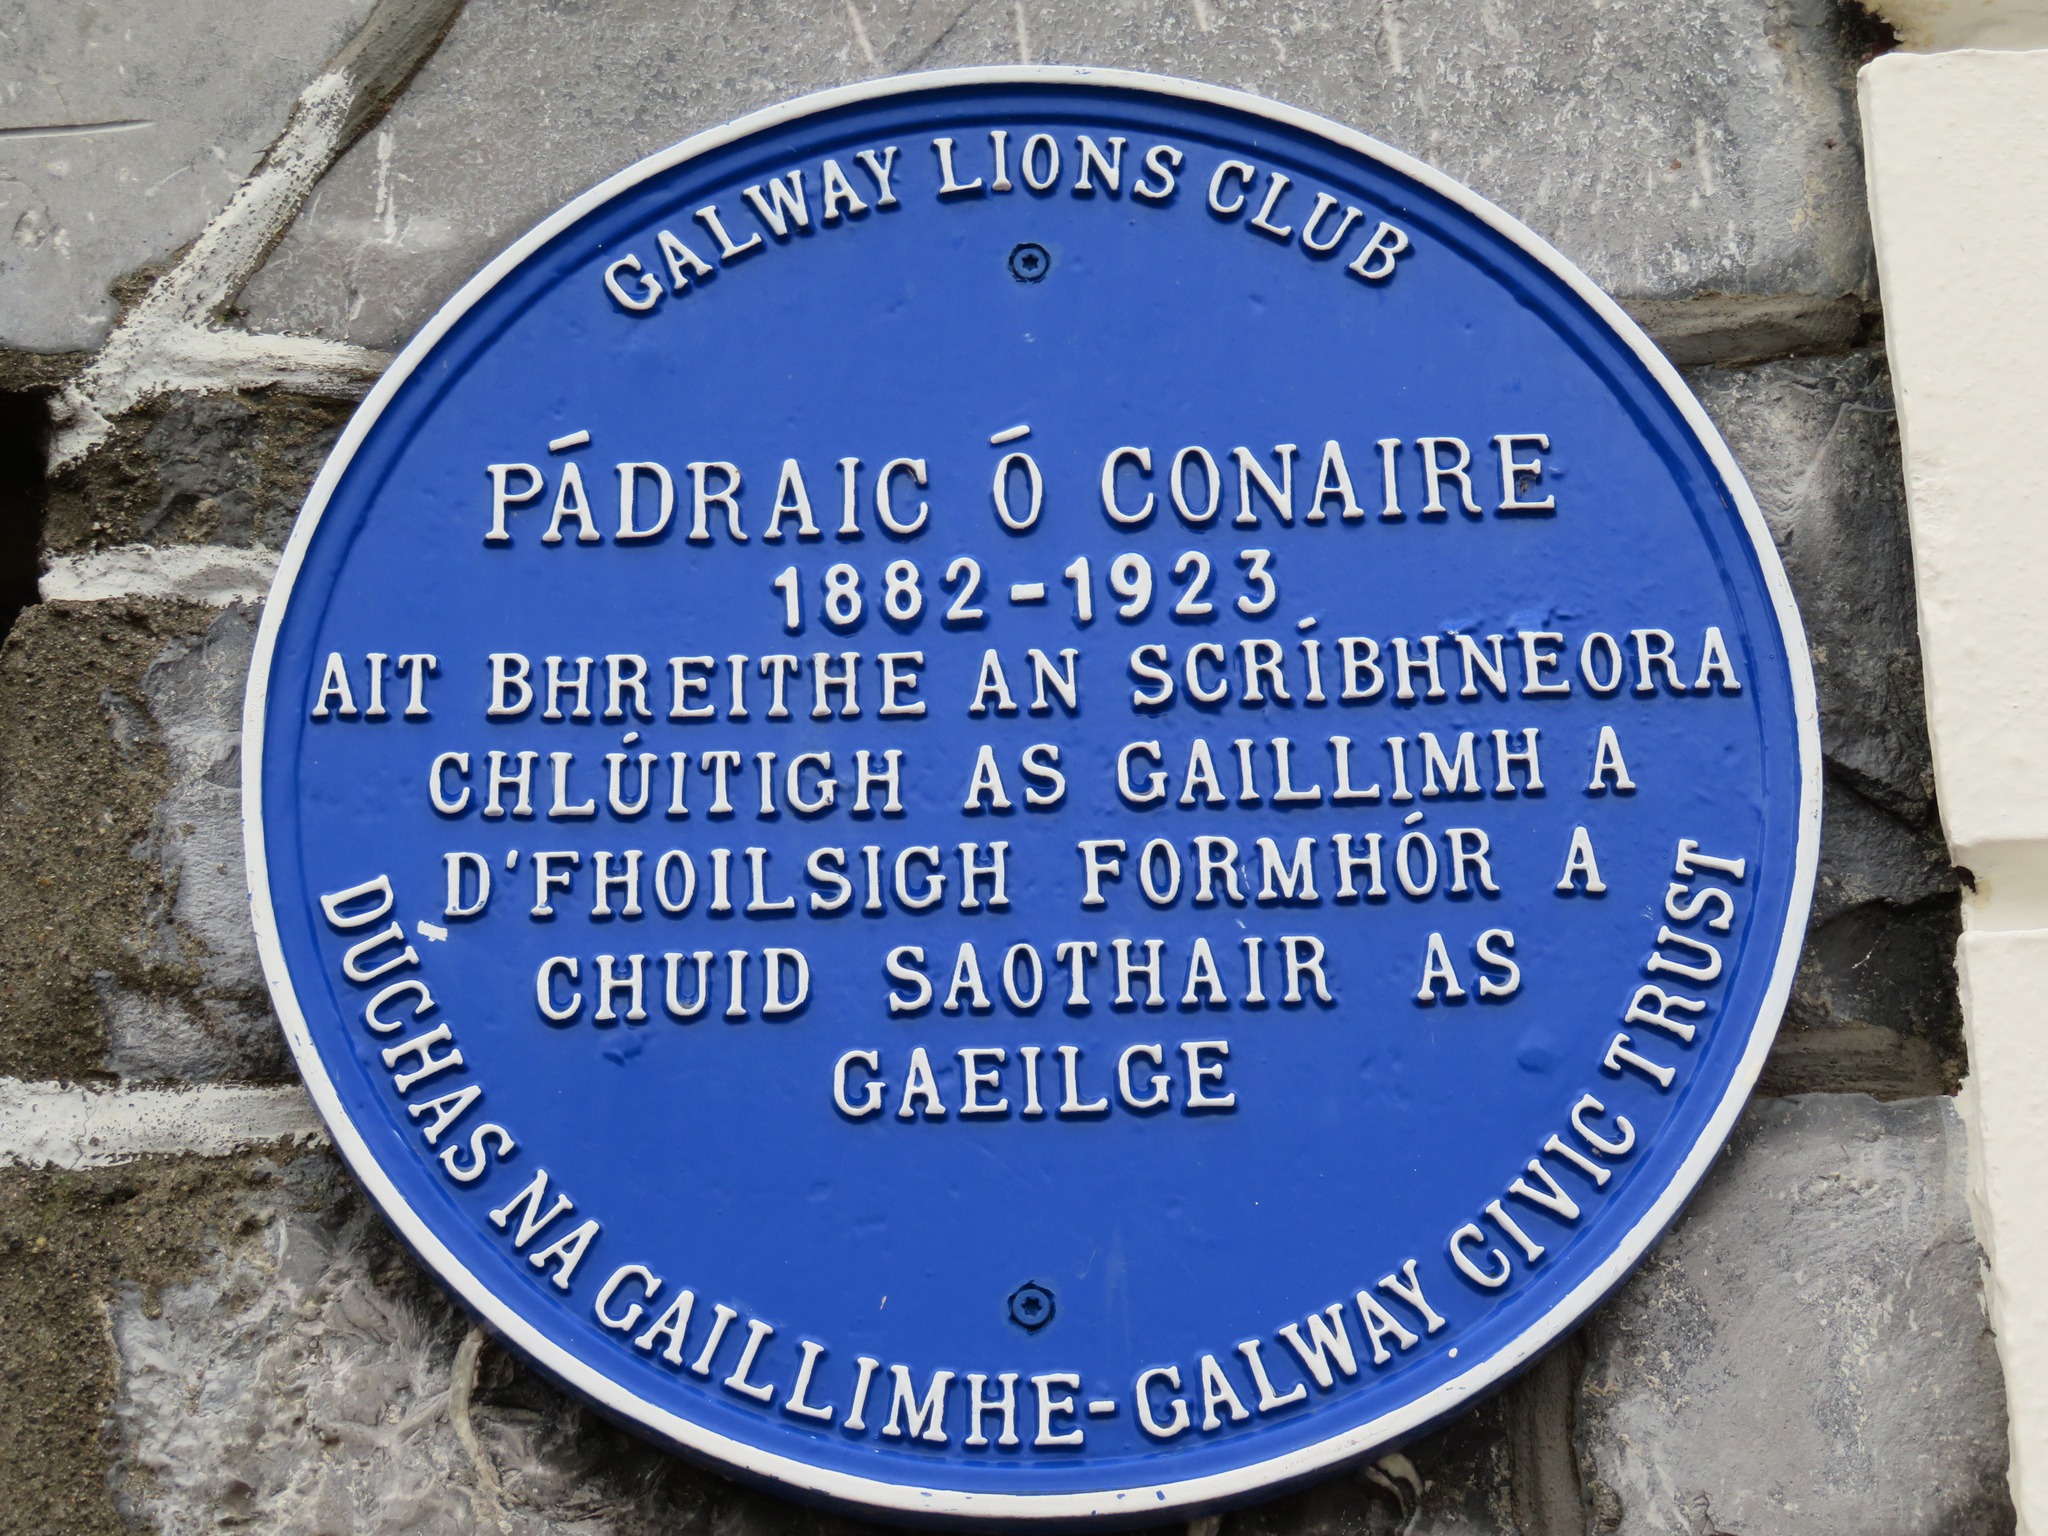 GALWAY LIONS CLUB
PÁDRAIC Ó CONAIRE
1882-1923
AIT BHREITHE AN SCRÍBHNEORA
CHLÚITIGH AS GAILLIMH A
D'FHOILSIGH FORMHÓR A
CHUID SAOTHAIR AS
GAEILGE
DÚCHAS NA GAILLIMHE-GALWAY CIVIC TRUST